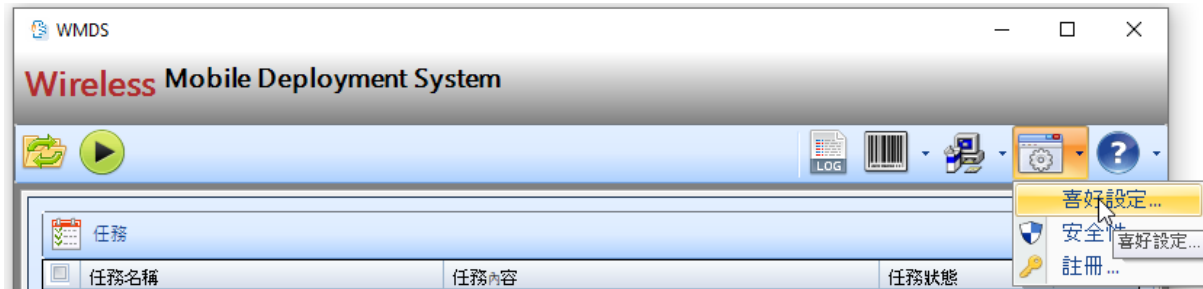 WMDS
Wireless Mobile Deployment System
LOG
喜好設定...
任務
安全性
喜好設定...
註冊...
任務名稱
任務內容
任務狀態